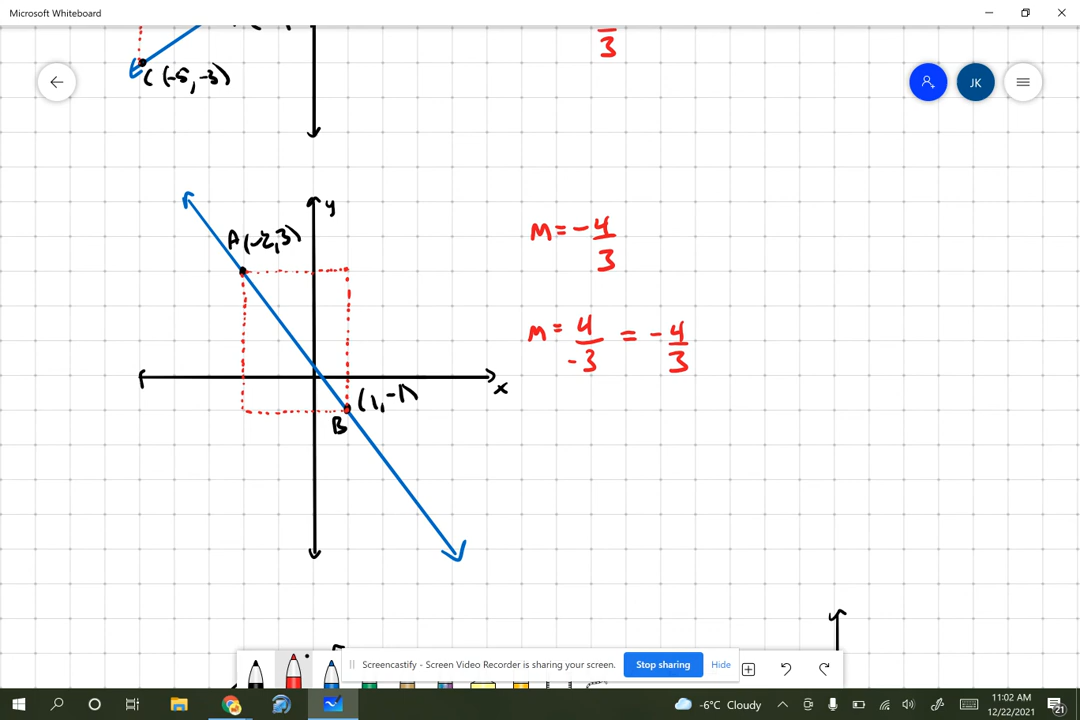 Microsoft Whiteboard
3
C (-5, -3)
JK
y
A (-2, 3)
M = - 4/3
M = 4/-3 = - 4/3
x
(1, -1)
B
y
Screencastify - Screen Video Recorder is sharing your screen.
Stop sharing
Hide
-6°C Cloudy
11:02 AM
12/22/2021
21